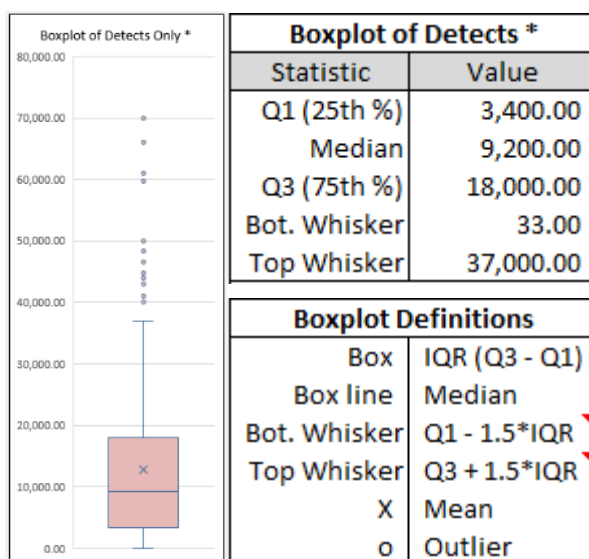 Boxplot of Detects Only *
80,000.00
70,000.00
60,000.00
50,000.00
40,000.00
30,000.00
20,000.00
10,000.00
0.00
Boxplot of Detects *
Statistic Value
Q1 (25th %) 3,400.00
Median 9,200.00
Q3 (75th %) 18,000.00
Bot. Whisker 33.00
Top Whisker 37,000.00
Boxplot Definitions
Box IQR (Q3 - Q1)
Box line Median
Bot. Whisker Q1 - 1.5*IQR
Top Whisker Q3 + 1.5*IQR
X Mean
o Outlier